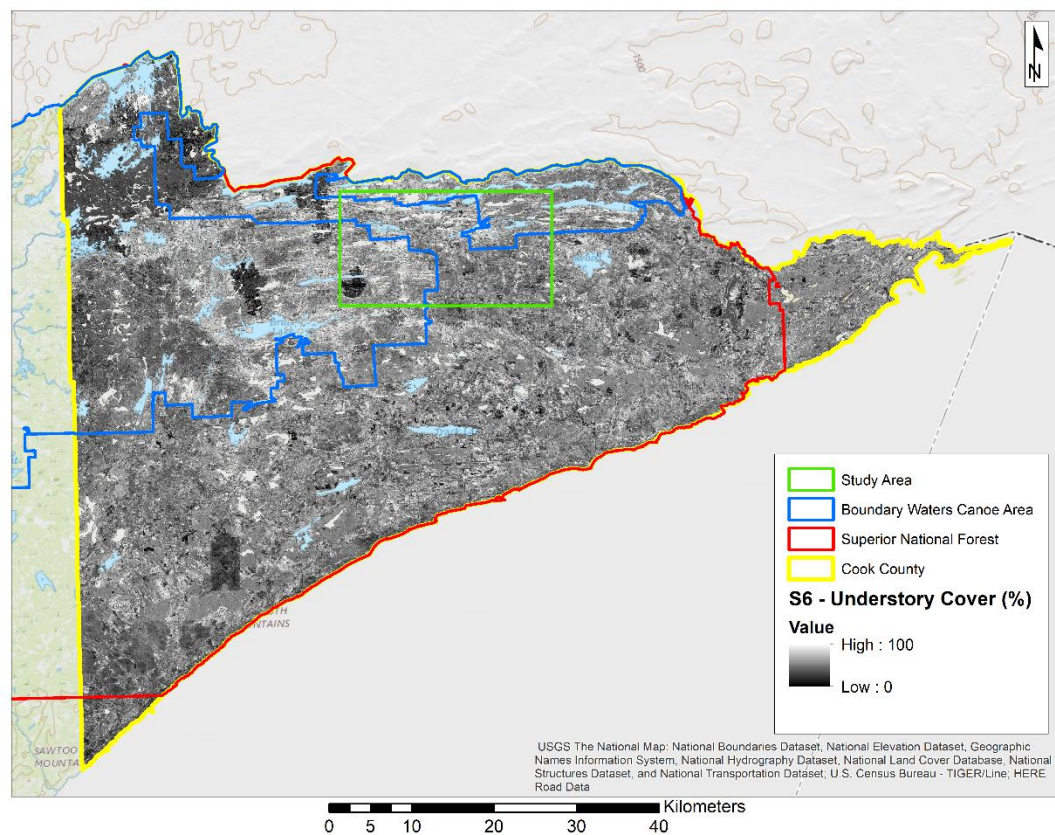 1500
N
SAWTOO
MOUNTA
Study Area
Boundary Waters Canoe Area
Superior National Forest
Cook County
S6 - Understory Cover (%)
Value
High : 100
Low : 0
USGS The National Map: National Boundaries Dataset, National Elevation Dataset, Geographic
Names Information System, National Hydrography Dataset, National Land Cover Database, National
Structures Dataset, and National Transportation Dataset; U.S. Census Bureau - TIGER/Line; HERE
Road Data
Kilometers
0 5 10 20 30 40